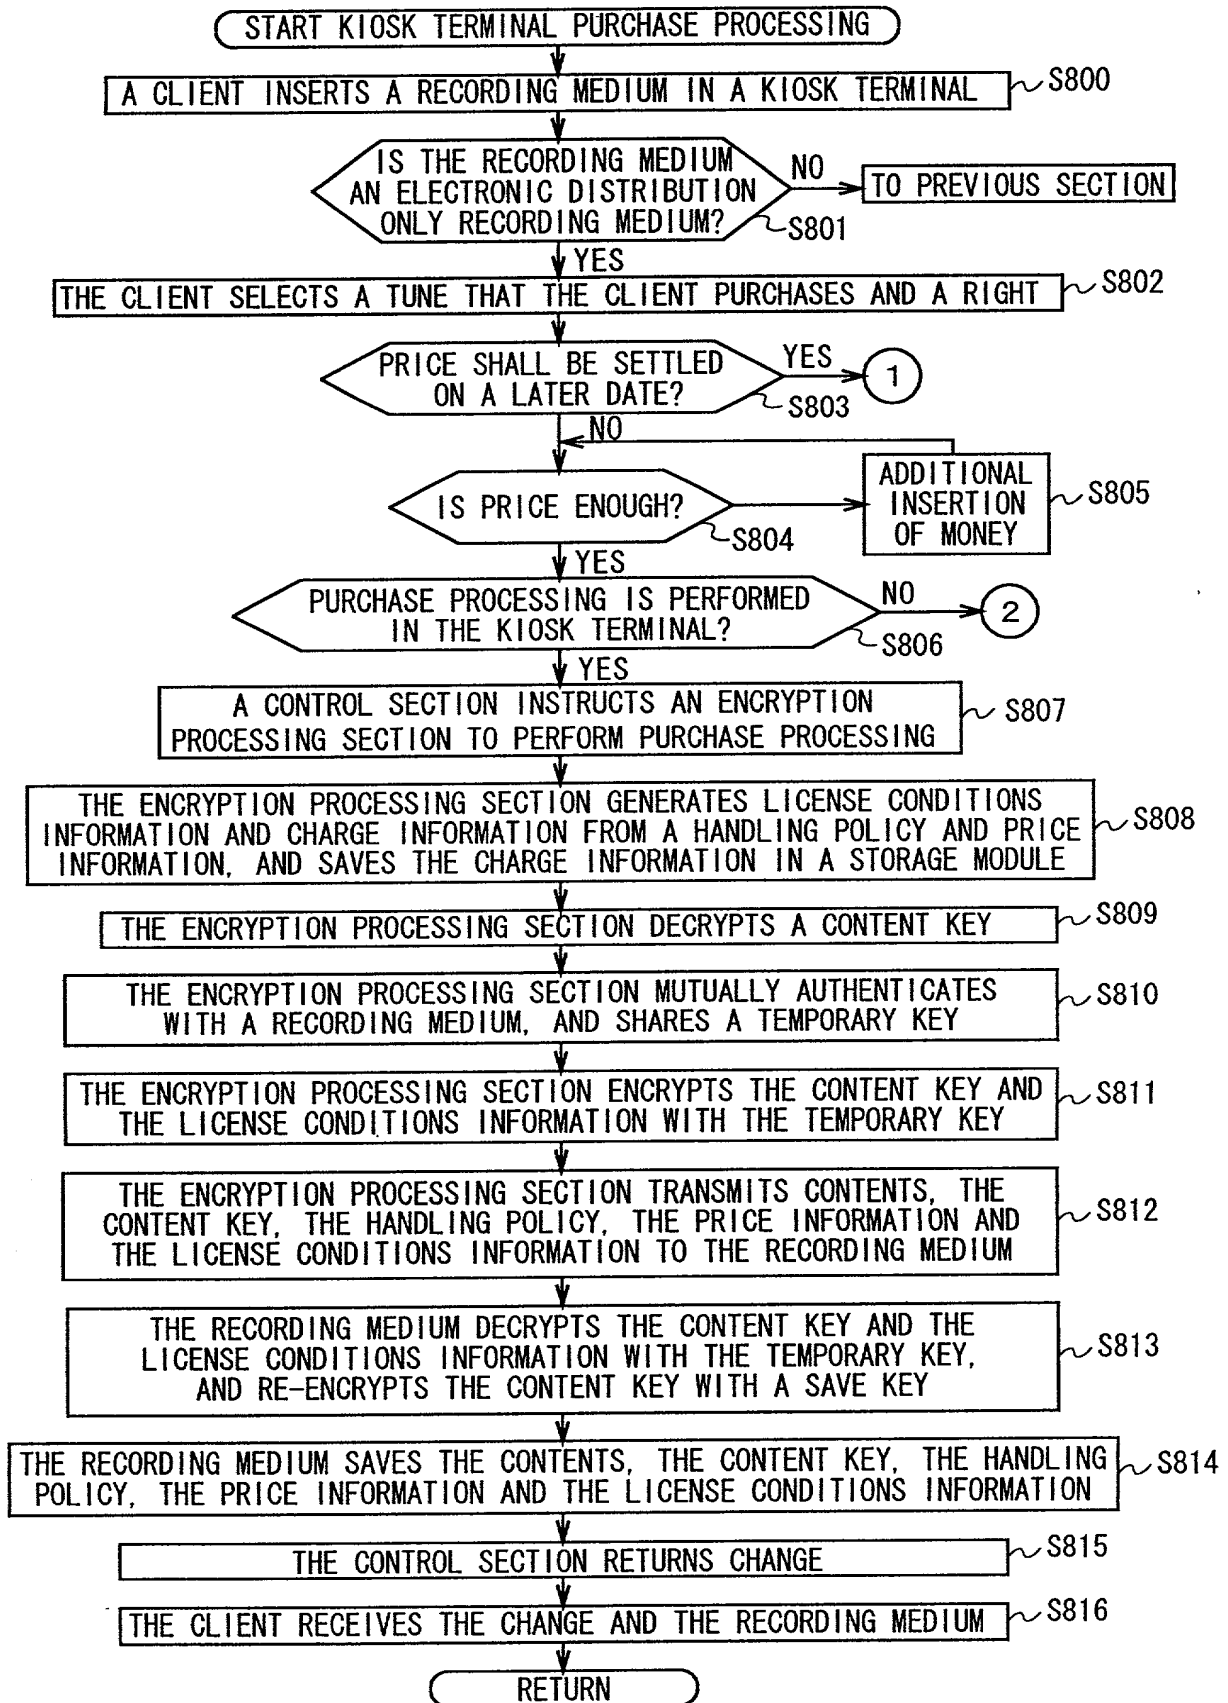 START KIOSK TERMINAL PURCHASE PROCESSING
A CLIENT INSERTS A RECORDING MEDIUM IN A KIOSK TERMINAL
S800
IS THE RECORDING MEDIUM
AN ELECTRONIC DISTRIBUTION
ONLY RECORDING MEDIUM?
S801
NO
TO PREVIOUS SECTION
YES
THE CLIENT SELECTS A TUNE THAT THE CLIENT PURCHASES AND A RIGHT
S802
PRICE SHALL BE SETTLED
ON A LATER DATE?
S803
YES
1
NO
IS PRICE ENOUGH?
S804
ADDITIONAL
INSERTION
OF MONEY
S805
YES
PURCHASE PROCESSING IS PERFORMED
IN THE KIOSK TERMINAL?
S806
NO
2
YES
A CONTROL SECTION INSTRUCTS AN ENCRYPTION
PROCESSING SECTION TO PERFORM PURCHASE PROCESSING
S807
THE ENCRYPTION PROCESSING SECTION GENERATES LICENSE CONDITIONS
INFORMATION AND CHARGE INFORMATION FROM A HANDLING POLICY AND PRICE
INFORMATION, AND SAVES THE CHARGE INFORMATION IN A STORAGE MODULE
S808
THE ENCRYPTION PROCESSING SECTION DECRYPTS A CONTENT KEY
S809
THE ENCRYPTION PROCESSING SECTION MUTUALLY AUTHENTICATES
WITH A RECORDING MEDIUM, AND SHARES A TEMPORARY KEY
S810
THE ENCRYPTION PROCESSING SECTION ENCRYPTS THE CONTENT KEY AND
THE LICENSE CONDITIONS INFORMATION WITH THE TEMPORARY KEY
S811
THE ENCRYPTION PROCESSING SECTION TRANSMITS CONTENTS, THE
CONTENT KEY, THE HANDLING POLICY, THE PRICE INFORMATION AND
THE LICENSE CONDITIONS INFORMATION TO THE RECORDING MEDIUM
S812
THE RECORDING MEDIUM DECRYPTS THE CONTENT KEY AND THE
LICENSE CONDITIONS INFORMATION WITH THE TEMPORARY KEY,
AND RE-ENCRYPTS THE CONTENT KEY WITH A SAVE KEY
S813
THE RECORDING MEDIUM SAVES THE CONTENTS, THE CONTENT KEY, THE HANDLING
POLICY, THE PRICE INFORMATION AND THE LICENSE CONDITIONS INFORMATION
S814
THE CONTROL SECTION RETURNS CHANGE
S815
THE CLIENT RECEIVES THE CHANGE AND THE RECORDING MEDIUM
S816
RETURN